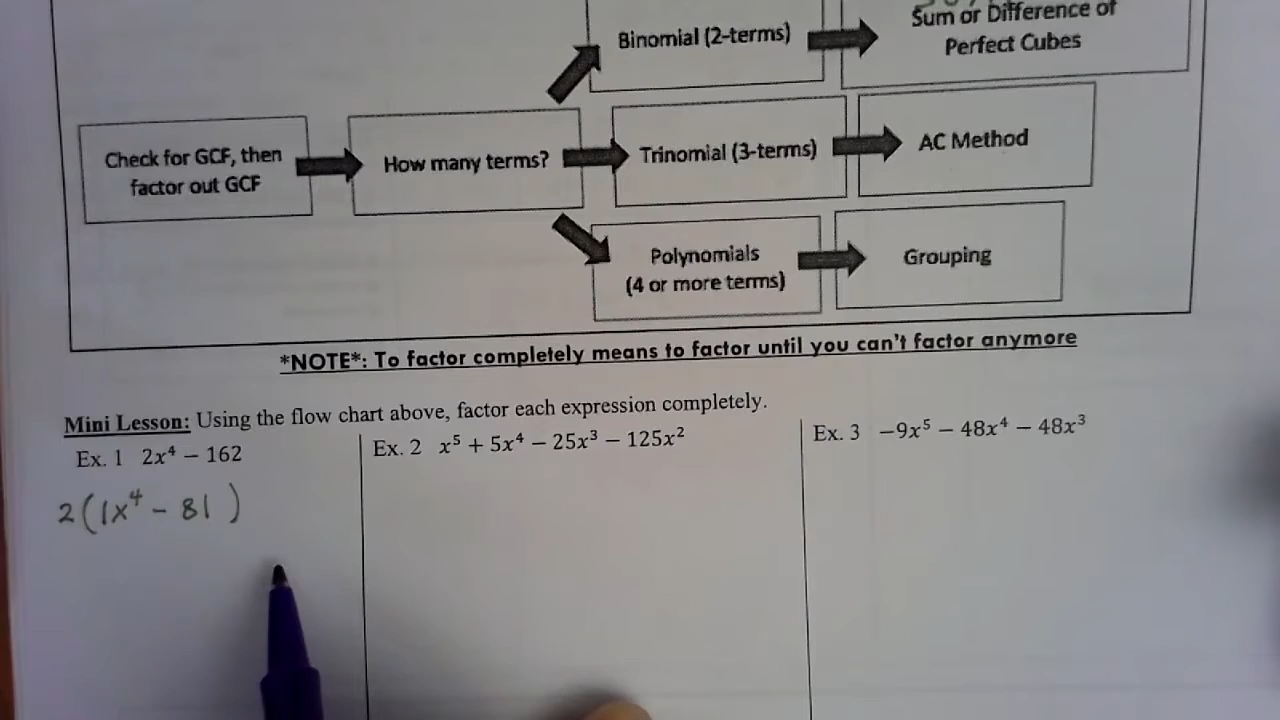 Binomial (2-terms)
Sum or Difference of
Perfect Cubes
Check for GCF, then
factor out GCF
How many terms?
Trinomial (3-terms)
AC Method
Polynomials
(4 or more terms)
Grouping
*NOTE*: To factor completely means to factor until you can't factor anymore
Mini Lesson: Using the flow chart above, factor each expression completely.
Ex. 1 2x⁴ − 162
2(1x⁴ − 81)
Ex. 2 x⁵ + 5x⁴ − 25x³ − 125x²
Ex. 3 −9x⁵ − 48x⁴ − 48x³